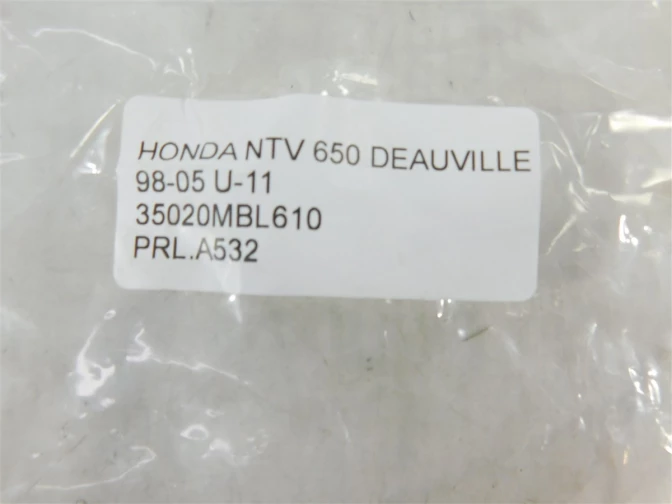 HONDA NTV 650 DEAUVILLE
98-05 U-11
35020MBL610
PRL.A532